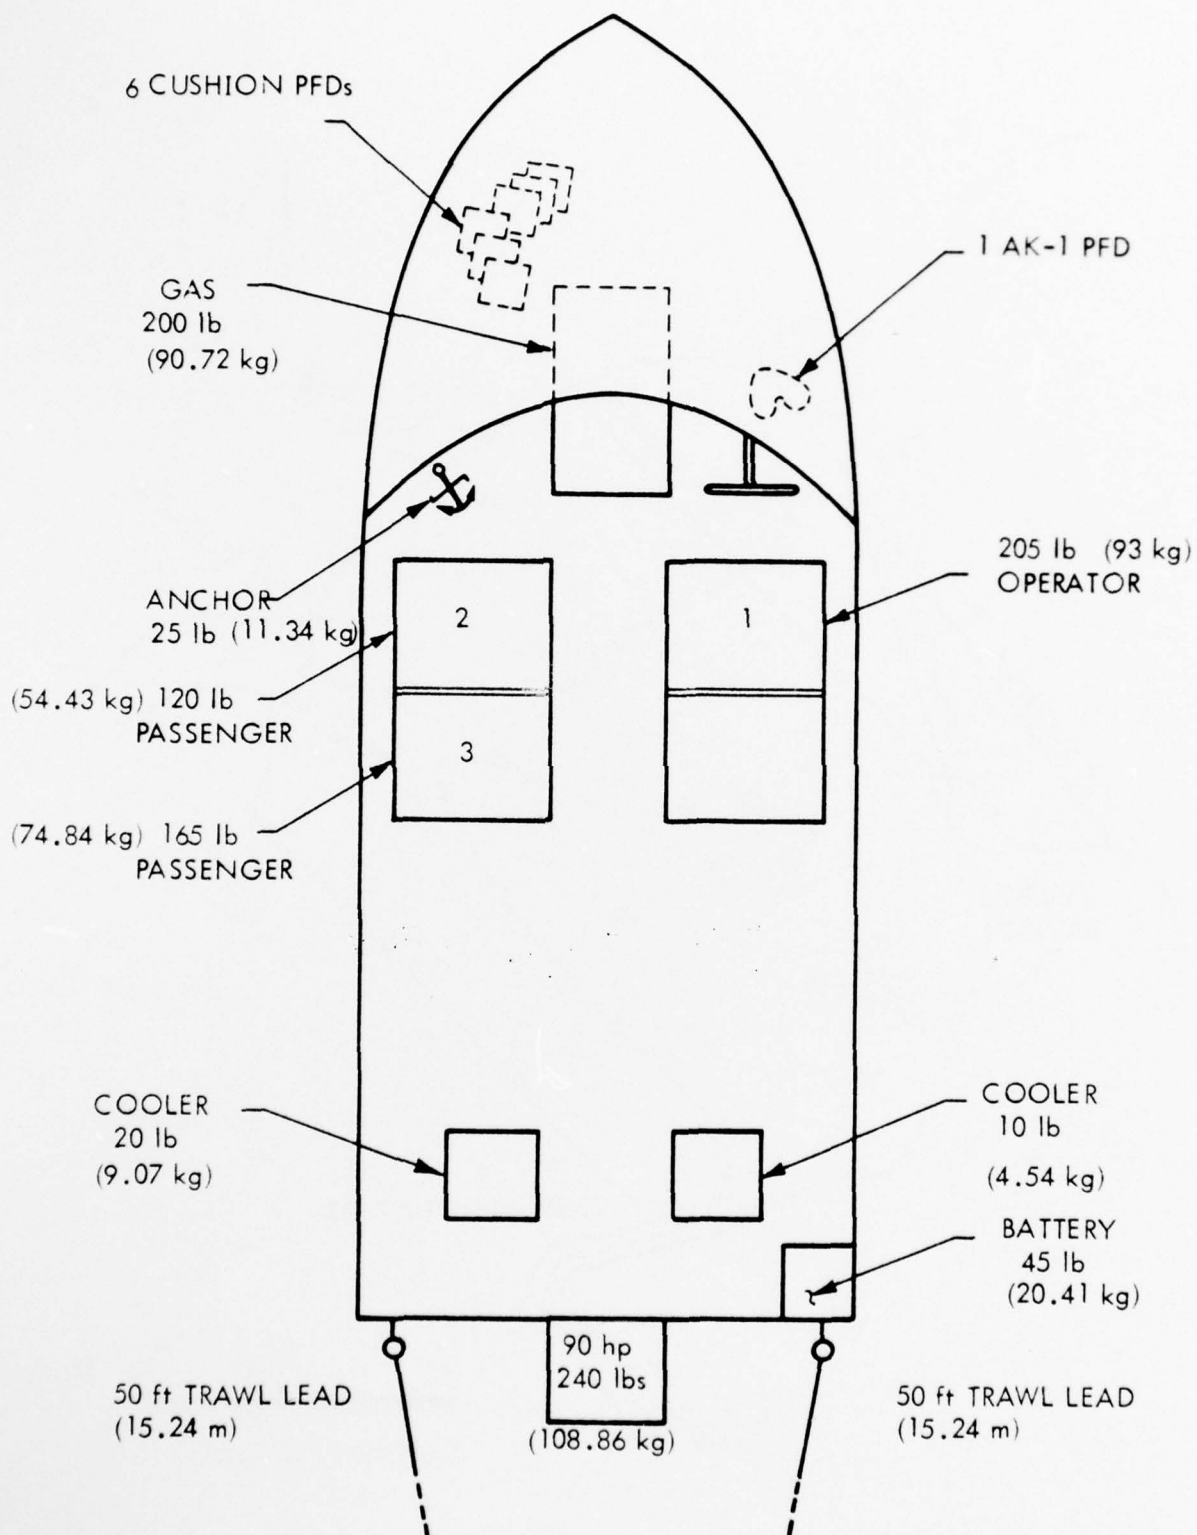 6 CUSHION PFDs
1 AK-1 PFD
GAS
200 lb
(90.72 kg)
205 lb (93 kg)
OPERATOR
ANCHOR
25 lb (11.34 kg)
2
1
(54.43 kg) 120 lb
PASSENGER
3
(74.84 kg) 165 lb
PASSENGER
COOLER
20 lb
(9.07 kg)
COOLER
10 lb
(4.54 kg)
BATTERY
45 lb
(20.41 kg)
90 hp
240 lbs
(108.86 kg)
50 ft TRAWL LEAD
(15.24 m)
50 ft TRAWL LEAD
(15.24 m)